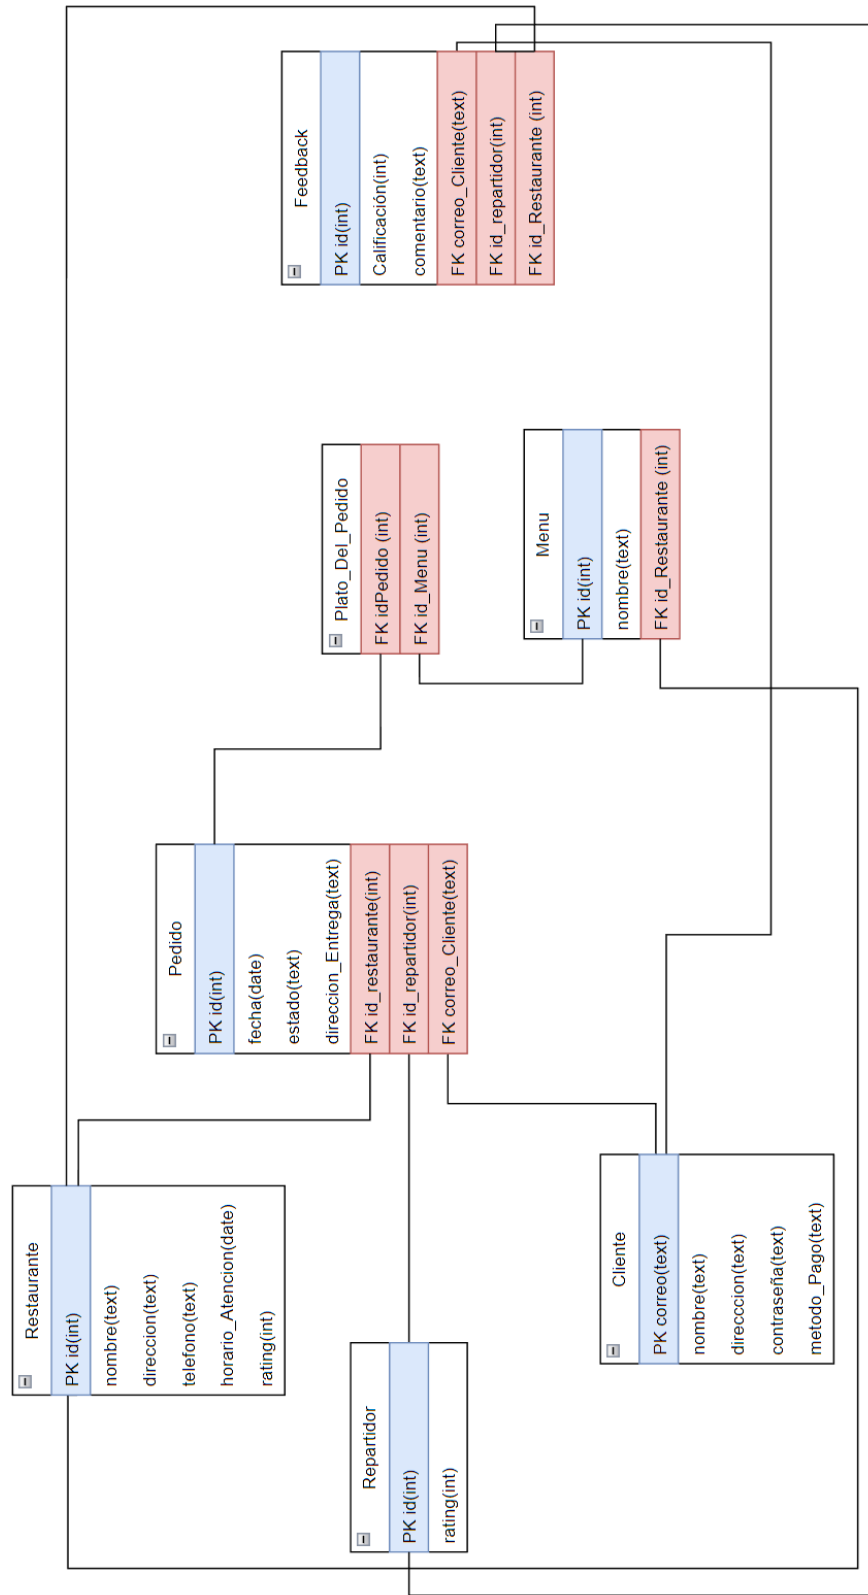 Restaurante
PK id(int)
nombre(text)
direccion(text)
telefono(text)
horario_Atencion(date)
rating(int)
Repartidor
PK id(int)
rating(int)
Cliente
PK correo(text)
nombre(text)
direcccion(text)
contraseña(text)
metodo_Pago(text)
Pedido
PK id(int)
fecha(date)
estado(text)
direccion_Entrega(text)
FK id_restaurante(int)
FK id_repartidor(int)
FK correo_Cliente(text)
Plato_Del_Pedido
FK idPedido (int)
FK id_Menu (int)
Menu
PK id(int)
nombre(text)
FK id_Restaurante (int)
Feedback
PK id(int)
Calificación(int)
comentario(text)
FK correo_Cliente(text)
FK id_repartidor(int)
FK id_Restaurante (int)